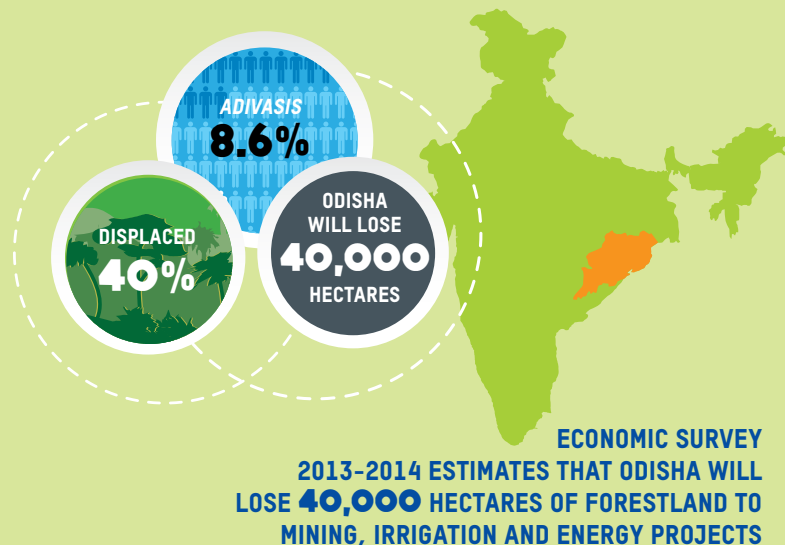 ADIVASIS
8.6%
DISPLACED
40%
ODISHA
WILL LOSE
40,000
HECTARES
ECONOMIC SURVEY
2013-2014 ESTIMATES THAT ODISHA WILL
LOSE 40,000 HECTARES OF FORESTLAND TO
MINING, IRRIGATION AND ENERGY PROJECTS